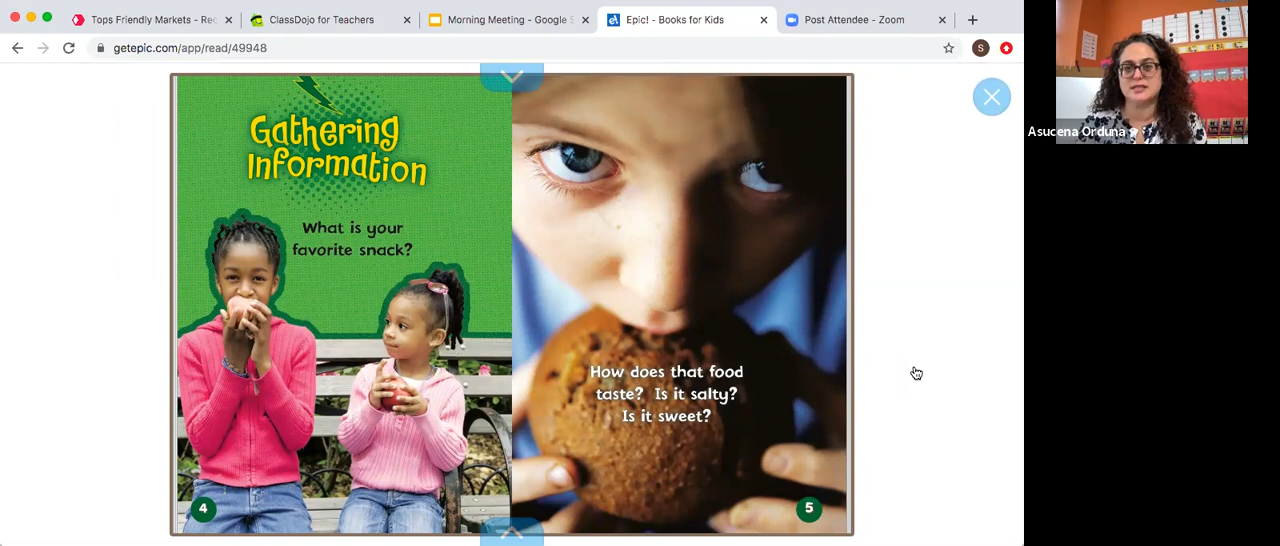 Tops Friendly Markets - Rec
ClassDojo for Teachers
Morning Meeting - Google S
Epic! - Books for Kids
Post Attendee - Zoom
getepic.com/app/read/49948
S
Gathering
Information
What is your
favorite snack?
4
How does that food
taste? Is it salty?
Is it sweet?
5
Asucena Orduna